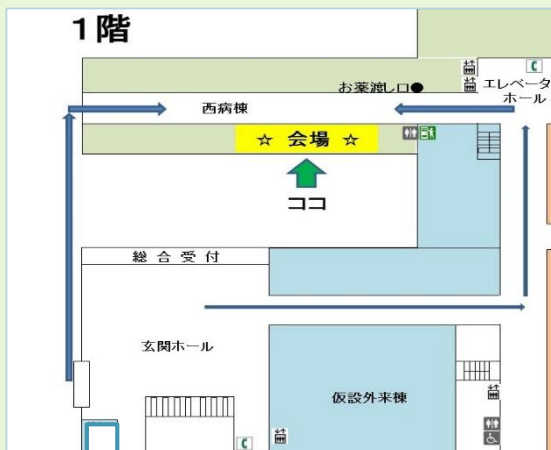 1階
お薬渡し口●
エレベータ
ホール
西病棟
☆ 会場 ☆
ココ
総合受付
玄関ホール
仮設外来棟